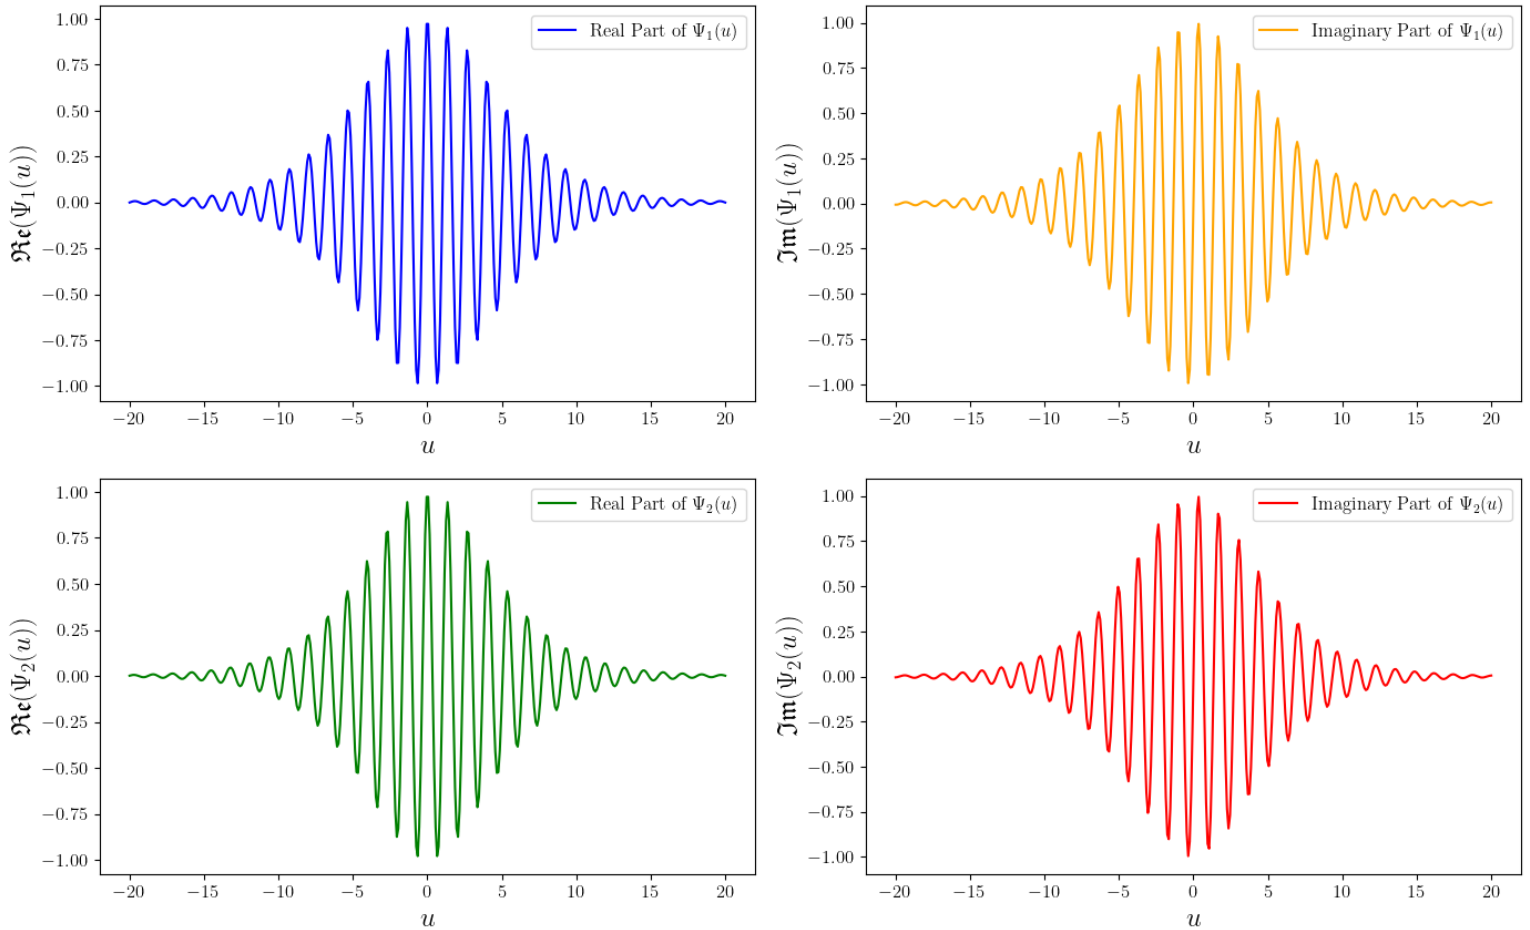 1.00
0.75
0.50
0.25
0.00
−0.25
−0.50
−0.75
−1.00
ℜ𝔢(Ψ₁(u))
Real Part of Ψ₁(u)
−20 −15 −10 −5 0 5 10 15 20
u
1.00
0.75
0.50
0.25
0.00
−0.25
−0.50
−0.75
−1.00
ℑ𝔪(Ψ₁(u))
Imaginary Part of Ψ₁(u)
−20 −15 −10 −5 0 5 10 15 20
u
1.00
0.75
0.50
0.25
0.00
−0.25
−0.50
−0.75
−1.00
ℜ𝔢(Ψ₂(u))
Real Part of Ψ₂(u)
−20 −15 −10 −5 0 5 10 15 20
u
1.00
0.75
0.50
0.25
0.00
−0.25
−0.50
−0.75
−1.00
ℑ𝔪(Ψ₂(u))
Imaginary Part of Ψ₂(u)
−20 −15 −10 −5 0 5 10 15 20
u